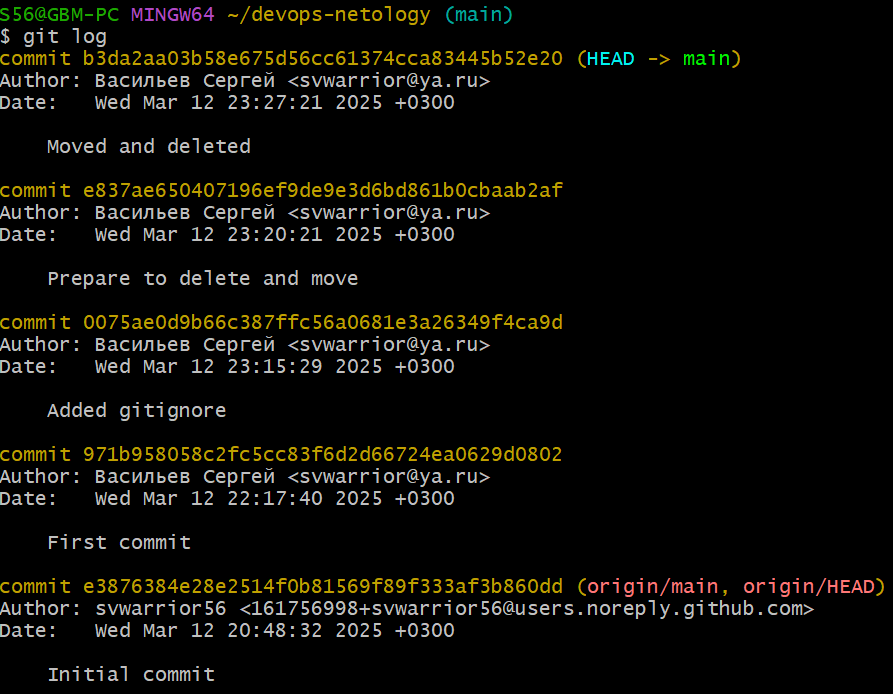 S56@GBM-PC MINGW64 ~/devops-netology (main)
$ git log
commit b3da2aa03b58e675d56cc61374cca83445b52e20 (HEAD -> main)
Author: Васильев Сергей <svwarrior@ya.ru>
Date:   Wed Mar 12 23:27:21 2025 +0300

    Moved and deleted

commit e837ae650407196ef9de9e3d6bd861b0cbaab2af
Author: Васильев Сергей <svwarrior@ya.ru>
Date:   Wed Mar 12 23:20:21 2025 +0300

    Prepare to delete and move

commit 0075ae0d9b66c387ffc56a0681e3a26349f4ca9d
Author: Васильев Сергей <svwarrior@ya.ru>
Date:   Wed Mar 12 23:15:29 2025 +0300

    Added gitignore

commit 971b958058c2fc5cc83f6d2d66724ea0629d0802
Author: Васильев Сергей <svwarrior@ya.ru>
Date:   Wed Mar 12 22:17:40 2025 +0300

    First commit

commit e3876384e28e2514f0b81569f89f333af3b860dd (origin/main, origin/HEAD)
Author: svwarrior56 <161756998+svwarrior56@users.noreply.github.com>
Date:   Wed Mar 12 20:48:32 2025 +0300

    Initial commit